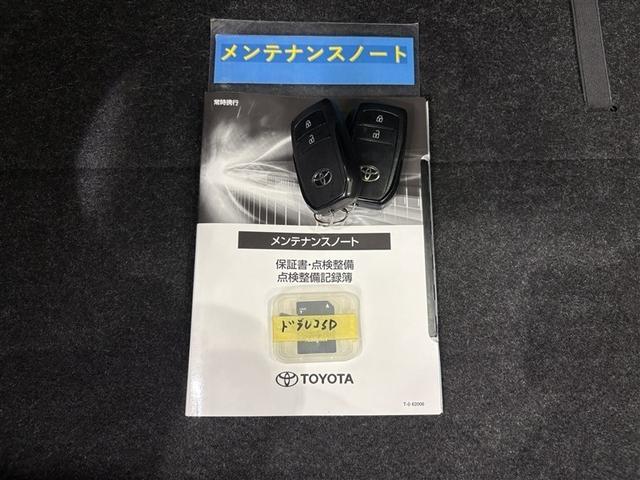 メンテナンスノート
常時携行
メンテナンスノート
保証書・点検整備
点検整備記録簿
ドラレコSD
TOYOTA